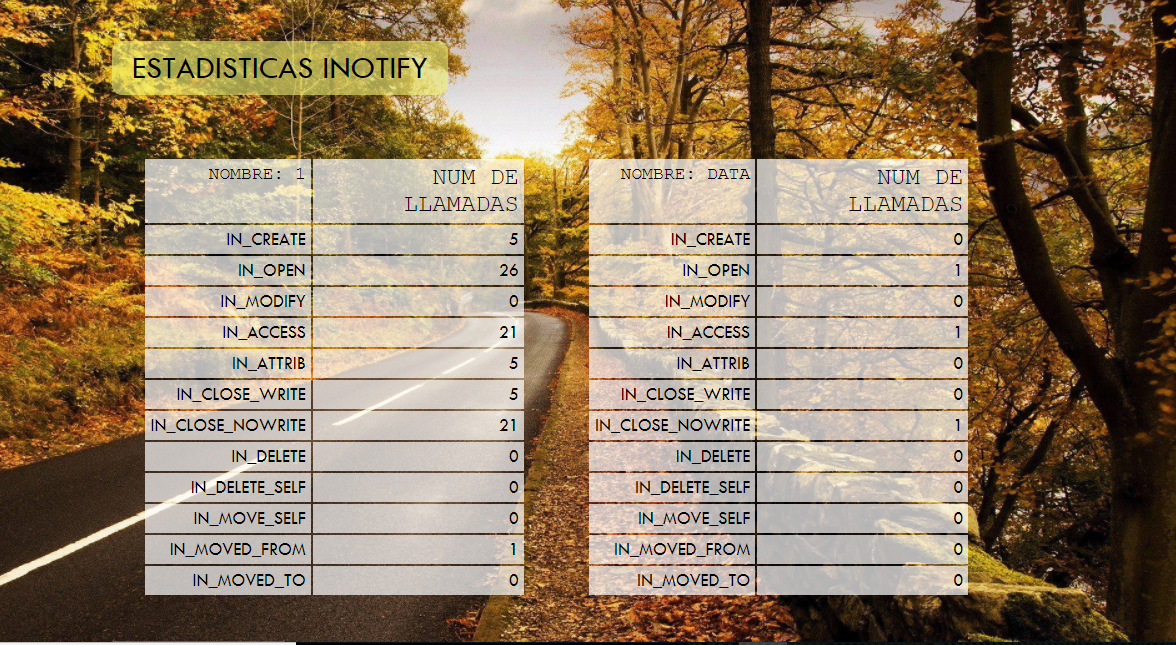 ESTADISTICAS INOTIFY
NOMBRE: 1 NUM DE
LLAMADAS
IN_CREATE 5
IN_OPEN 26
IN_MODIFY 0
IN_ACCESS 21
IN_ATTRIB 5
IN_CLOSE_WRITE 5
IN_CLOSE_NOWRITE 21
IN_DELETE 0
IN_DELETE_SELF 0
IN_MOVE_SELF 0
IN_MOVED_FROM 1
IN_MOVED_TO 0
NOMBRE: DATA NUM DE
LLAMADAS
IN_CREATE 0
IN_OPEN 1
IN_MODIFY 0
IN_ACCESS 1
IN_ATTRIB 0
IN_CLOSE_WRITE 0
IN_CLOSE_NOWRITE 1
IN_DELETE 0
IN_DELETE_SELF 0
IN_MOVE_SELF 0
IN_MOVED_FROM 0
IN_MOVED_TO 0